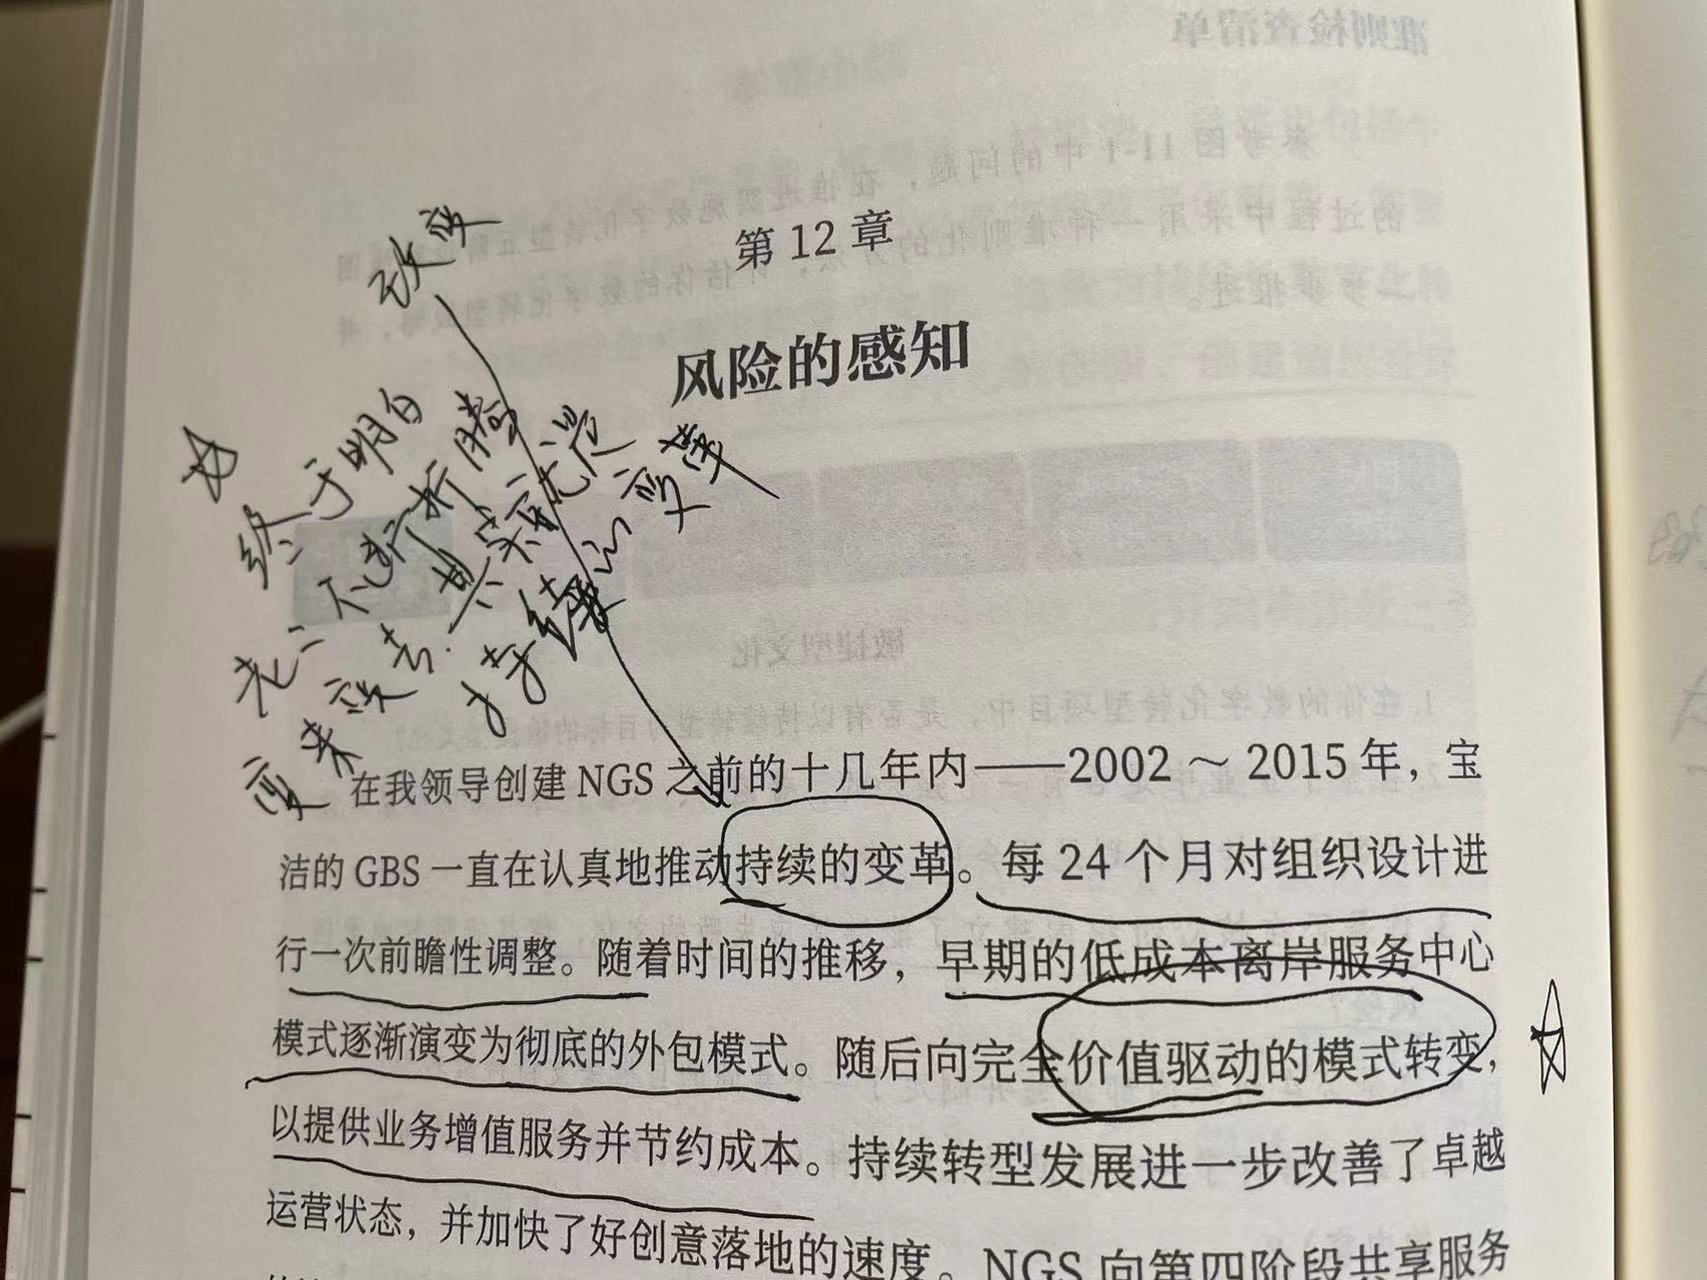 第 12 章
风险的感知
改变
终于明白
老二不断折腾
变来变去.其实就是
持续的变革
在我领导创建 NGS 之前的十几年内——2002 ～ 2015 年，宝
洁的 GBS 一直在认真地推动持续的变革。每 24 个月对组织设计进
行一次前瞻性调整。随着时间的推移，早期的低成本离岸服务中心
模式逐渐演变为彻底的外包模式。随后向完全价值驱动的模式转变，
以提供业务增值服务并节约成本。持续转型发展进一步改善了卓越
运营状态，并加快了好创意落地的速度。NGS 向第四阶段共享服务